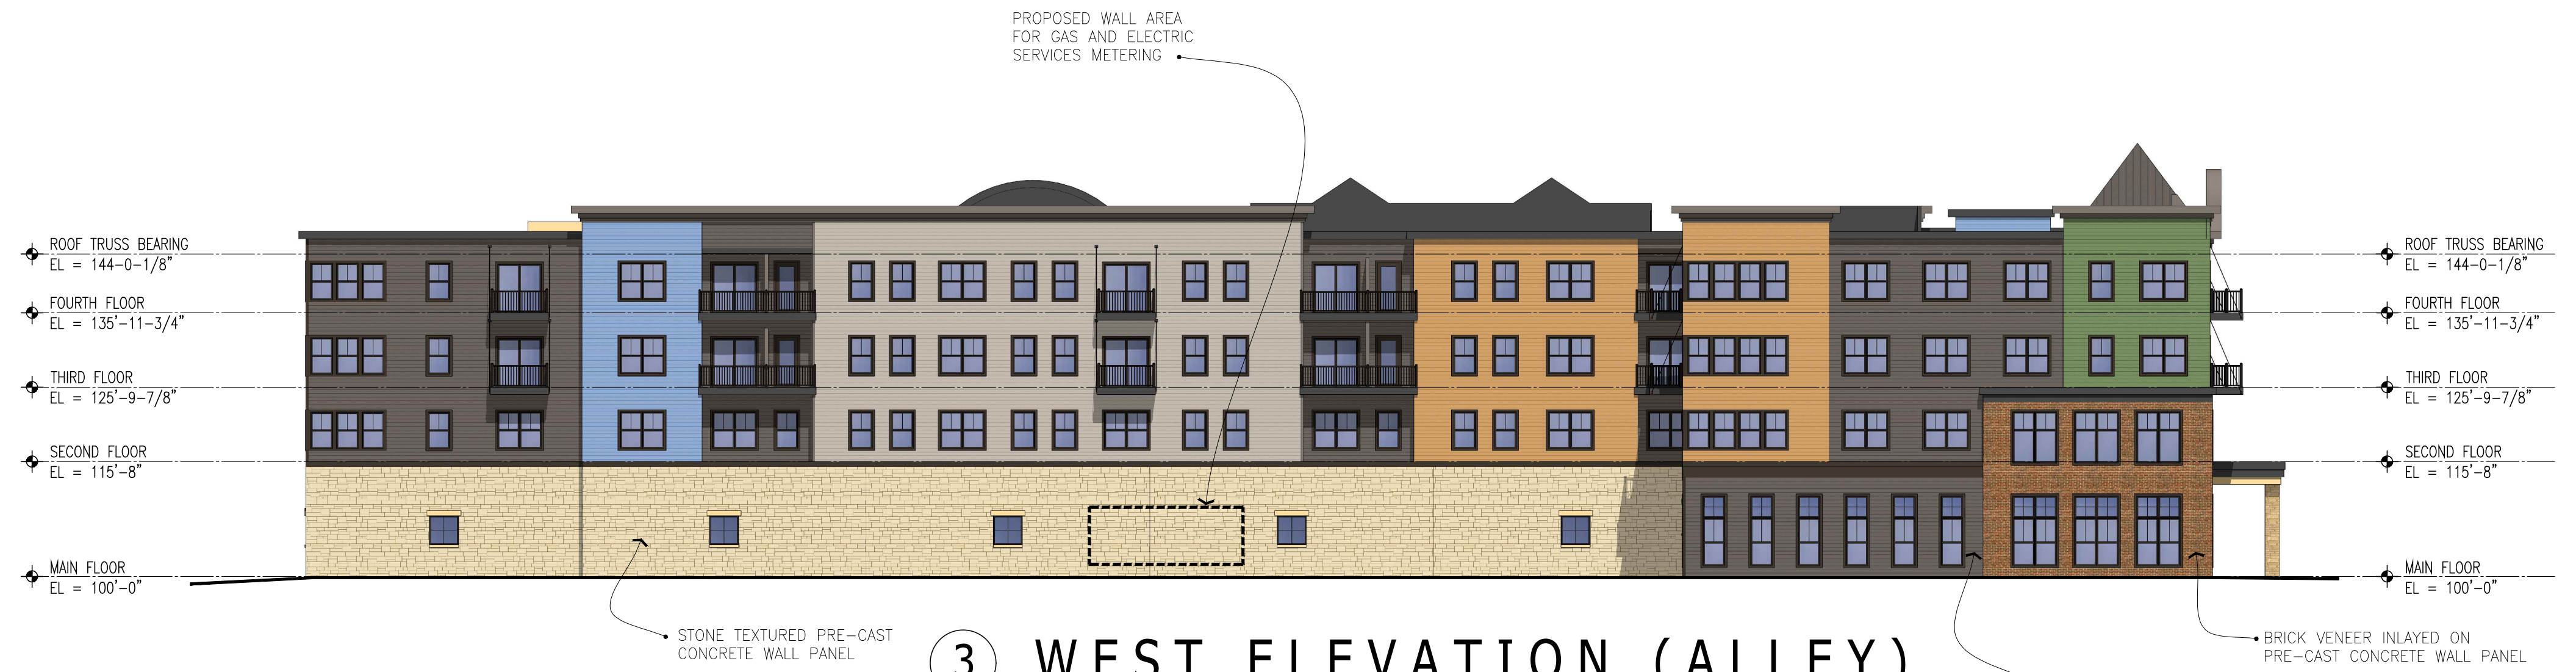 PROPOSED WALL AREA
FOR GAS AND ELECTRIC
SERVICES METERING
ROOF TRUSS BEARING
EL = 144-0-1/8"
FOURTH FLOOR
EL = 135'-11-3/4"
THIRD FLOOR
EL = 125'-9-7/8"
SECOND FLOOR
EL = 115'-8"
MAIN FLOOR
EL = 100'-0"
ROOF TRUSS BEARING
EL = 144-0-1/8"
FOURTH FLOOR
EL = 135'-11-3/4"
THIRD FLOOR
EL = 125'-9-7/8"
SECOND FLOOR
EL = 115'-8"
MAIN FLOOR
EL = 100'-0"
STONE TEXTURED PRE-CAST
CONCRETE WALL PANEL
3 WEST ELEVATION (ALLEY)
BRICK VENEER INLAYED ON
PRE-CAST CONCRETE WALL PANEL